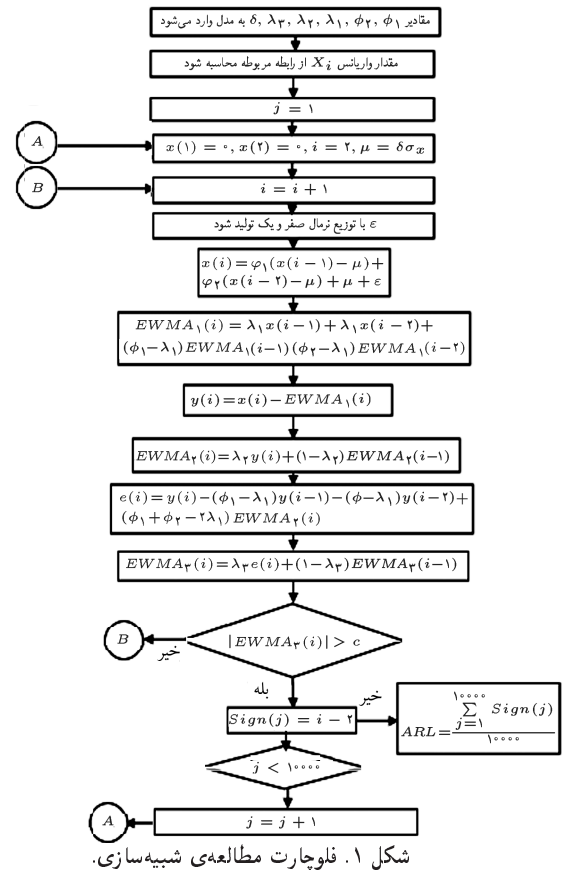 مقادیر δ, λ۳, λ۲, λ۱, φ۲, φ۱ به مدل وارد می‌شود
مقدار واریانس Xi از رابطه مربوطه محاسبه شود
j = ۱
A
x(۱) = ۰, x(۲) = ۰, i = ۲, μ = δσx
B
i = i + ۱
ε با توزیع نرمال صفر و یک تولید شود
x(i) = φ۱(x(i − ۱) − μ)+
φ۲(x(i − ۲) − μ) + μ + ε
EWMA۱(i) = λ۱x(i − ۱) + λ۱x(i − ۲)+
(φ۱−λ۱)EWMA۱(i−۱)(φ۲−λ۱)EWMA۱(i−۲)
y(i) = x(i) − EWMA۱(i)
EWMA۲(i) = λ۲y(i)+(۱−λ۲)EWMA۲(i−۱)
e(i) = y(i)−(φ۱−λ۱)y(i−۱)−(φ−λ۱)y(i−۲)+
(φ۱+φ۲−۲λ۱)EWMA۲(i)
EWMA۳(i) = λ۳e(i)+(۱−λ۳)EWMA۳(i−۱)
|EWMA۳(i)| > c
B
خیر
بله
Sign(j) = i − ۲
خیر
۱۰۰۰۰
ARL = ∑ Sign(j)
j=۱
۱۰۰۰۰
j < ۱۰۰۰۰
A
j = j + ۱
شکل ۱. فلوچارت مطالعه‌ی شبیه‌سازی.